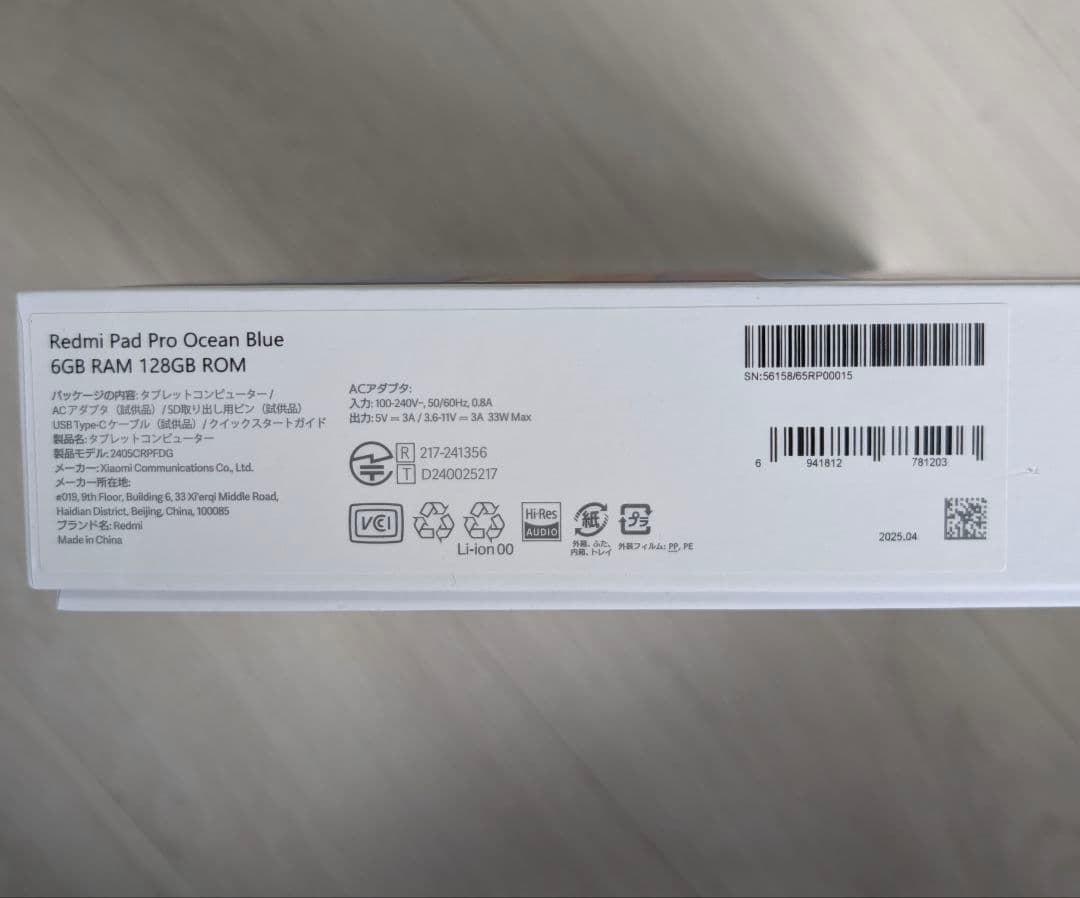 Redmi Pad Pro Ocean Blue
6GB RAM 128GB ROM
パッケージの内容: タブレットコンピューター /
ACアダプタ（試供品）/ SD取り出し用ピン（試供品）
USB Type-C ケーブル（試供品）/ クイックスタートガイド
製品名: タブレットコンピューター
製品モデル: 2405CRPFDG
メーカー: Xiaomi Communications Co., Ltd.
メーカー所在地:
#019, 9th Floor, Building 6, 33 Xi'erqi Middle Road,
Haidian District, Beijing, China, 100085
ブランド名: Redmi
Made in China
ACアダプタ:
入力: 100-240V~, 50/60Hz, 0.8A
出力: 5V⎓3A / 3.6-11V⎓3A 33W Max
R 217-241356
T D240025217
VCCI
Li-ion 00
Hi-Res
AUDIO
紙
外箱、ふた、
内箱、トレイ
プラ
外装フィルム: PP, PE
SN:56158/65RP00015
6 941812 781203
2025.04